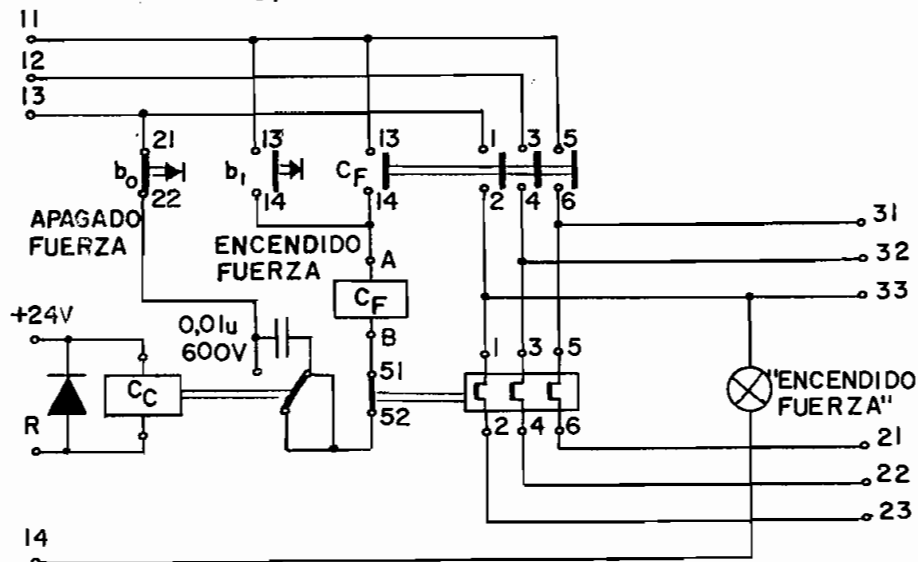 11
12
13
21
b0
22
APAGADO
FUERZA
13
b1
14
ENCENDIDO
FUERZA
13
CF
14
A
CF
B
1
3
5
2
4
6
31
32
33
+24V
R
CC
0,01u
600V
51
52
1
3
5
2
4
6
"ENCENDIDO
FUERZA"
21
22
23
14